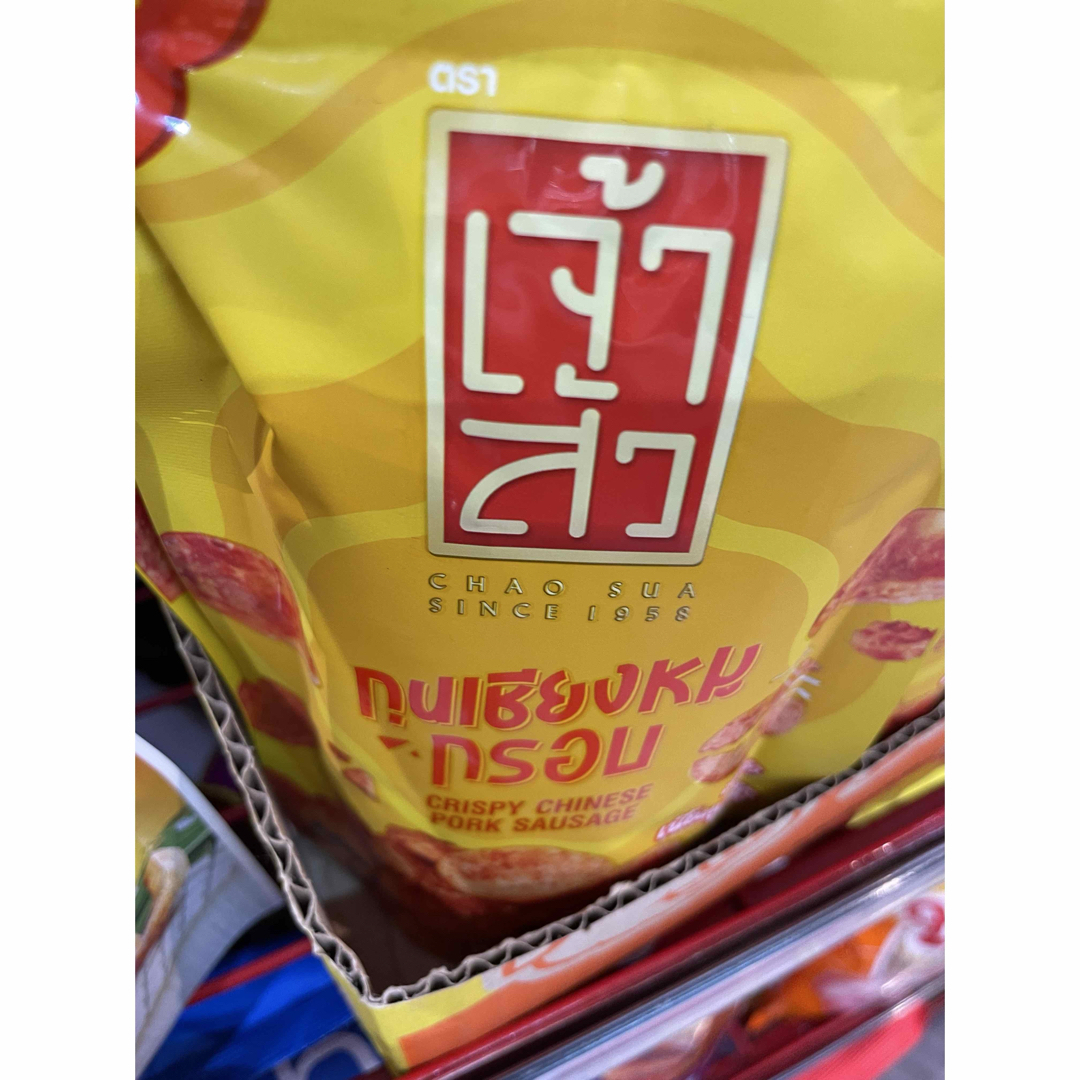 ตรา
เจ้า
สัว
CHAO SUA
SINCE 1958
กุนเชียงหมู
กรอบ
CRISPY CHINESE
PORK SAUSAGE